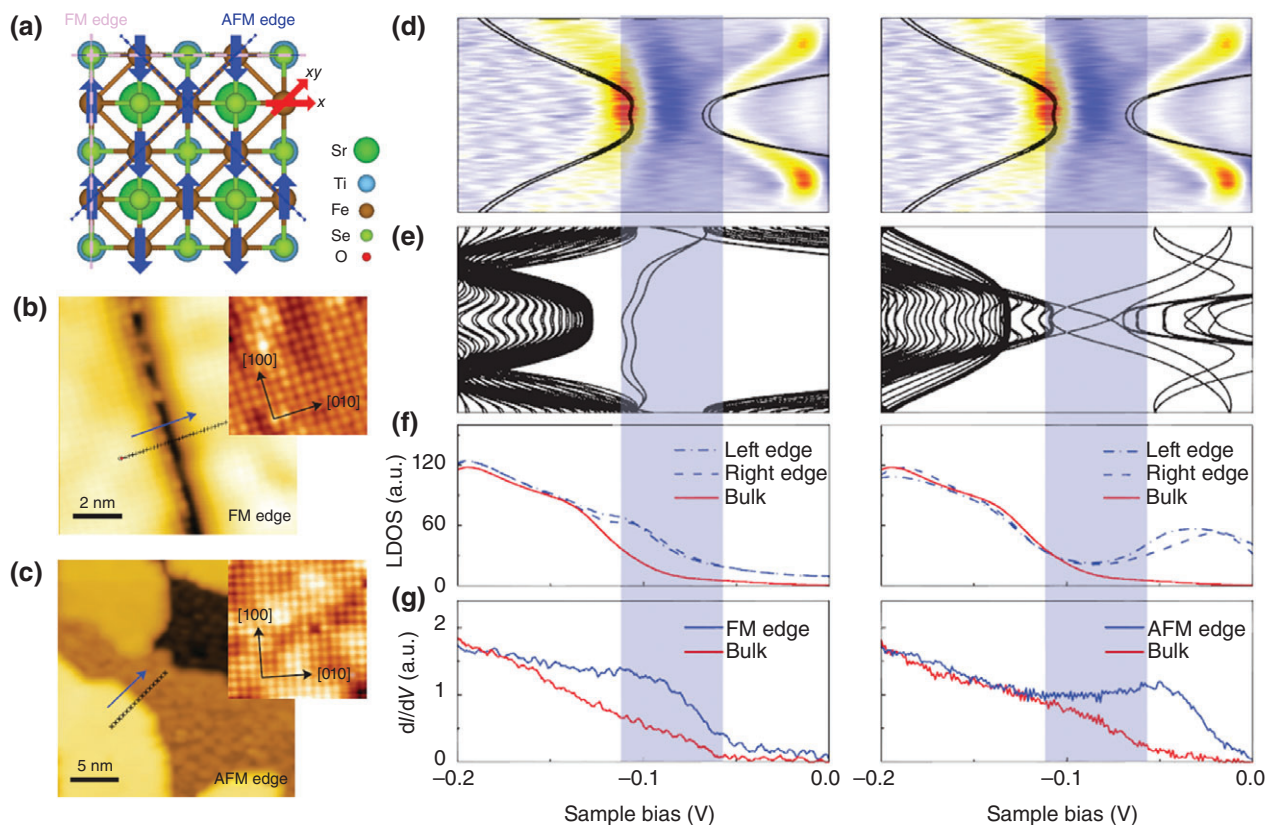 (a)
FM edge
AFM edge
xy
x
Sr
Ti
Fe
Se
O
(b)
[100]
[010]
2 nm
FM edge
(c)
[100]
[010]
5 nm
AFM edge
(d)
(e)
(f)
LDOS (a.u.)
120
60
0
Left edge
Right edge
Bulk
Left edge
Right edge
Bulk
(g)
dI/dV (a.u.)
2
1
0
FM edge
Bulk
AFM edge
Bulk
−0.2
−0.1
0.0
−0.2
−0.1
0.0
Sample bias (V)
Sample bias (V)